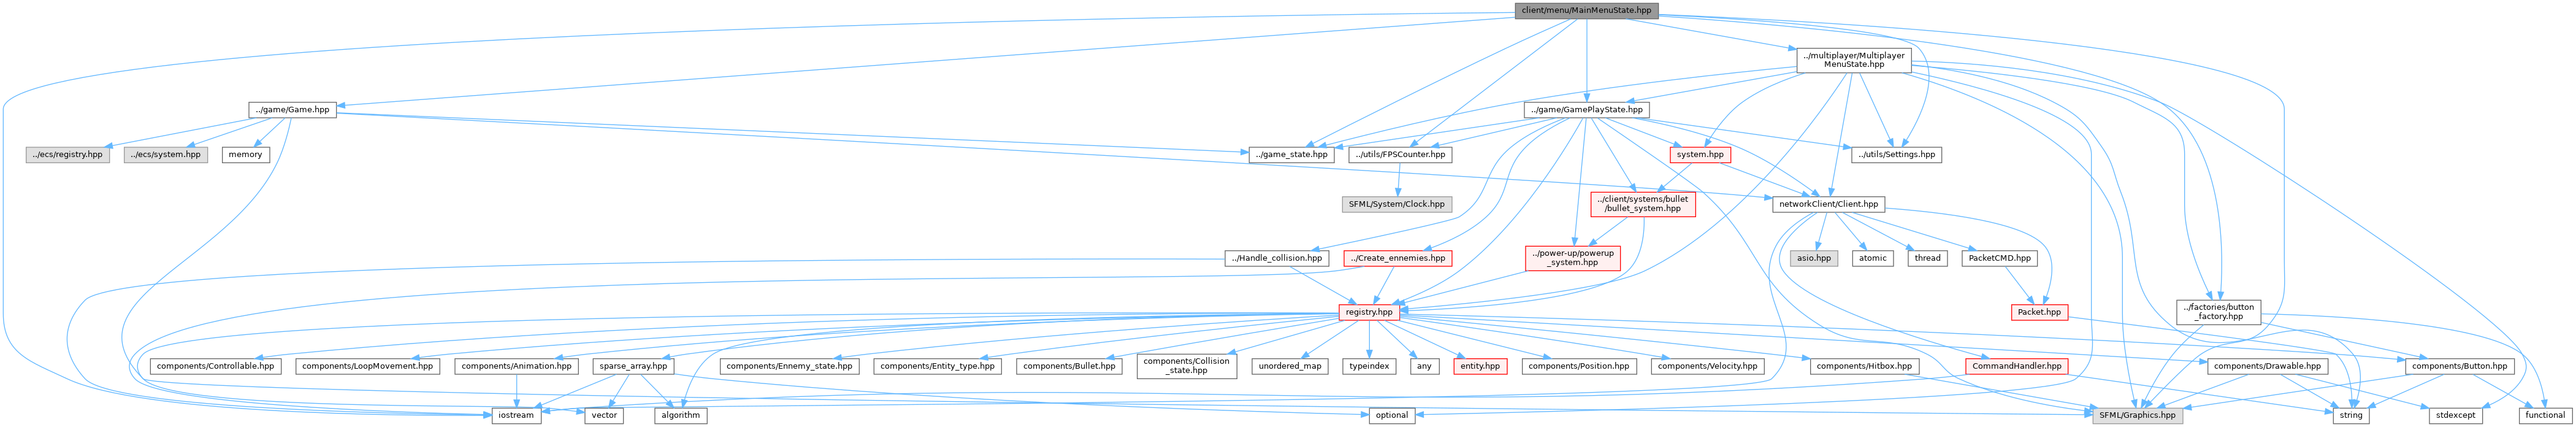 client/menu/MainMenuState.hpp
../multiplayer/Multiplayer
MenuState.hpp
../game/Game.hpp
../game/GamePlayState.hpp
../ecs/registry.hpp
../ecs/system.hpp
memory
../game_state.hpp
../utils/FPSCounter.hpp
system.hpp
../utils/Settings.hpp
SFML/System/Clock.hpp
../client/systems/bullet
/bullet_system.hpp
networkClient/Client.hpp
../Handle_collision.hpp
../Create_ennemies.hpp
../power-up/powerup
_system.hpp
asio.hpp
atomic
thread
PacketCMD.hpp
registry.hpp
Packet.hpp
../factories/button
_factory.hpp
components/Controllable.hpp
components/LoopMovement.hpp
components/Animation.hpp
sparse_array.hpp
components/Ennemy_state.hpp
components/Entity_type.hpp
components/Bullet.hpp
components/Collision
_state.hpp
unordered_map
typeindex
any
entity.hpp
components/Position.hpp
components/Velocity.hpp
components/Hitbox.hpp
CommandHandler.hpp
components/Drawable.hpp
components/Button.hpp
iostream
vector
algorithm
optional
SFML/Graphics.hpp
string
stdexcept
functional